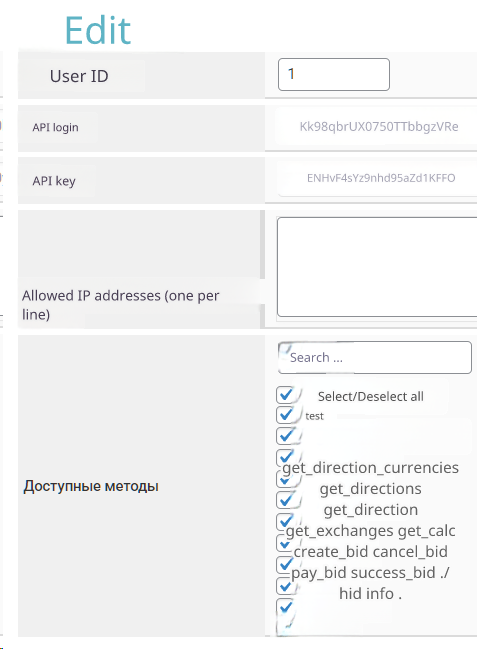 Edit
User ID
1
API login
Kk98qbrUX0750TTbbgzVRe
API key
ENHvF4sYz9nhd95aZd1KFFO
Allowed IP addresses (one per
line)
Search ...
Select/Deselect all
test
Доступные методы
get_direction_currencies
get_directions
get_direction
get_exchanges get_calc
create_bid cancel_bid
pay_bid success_bid ./
hid info .